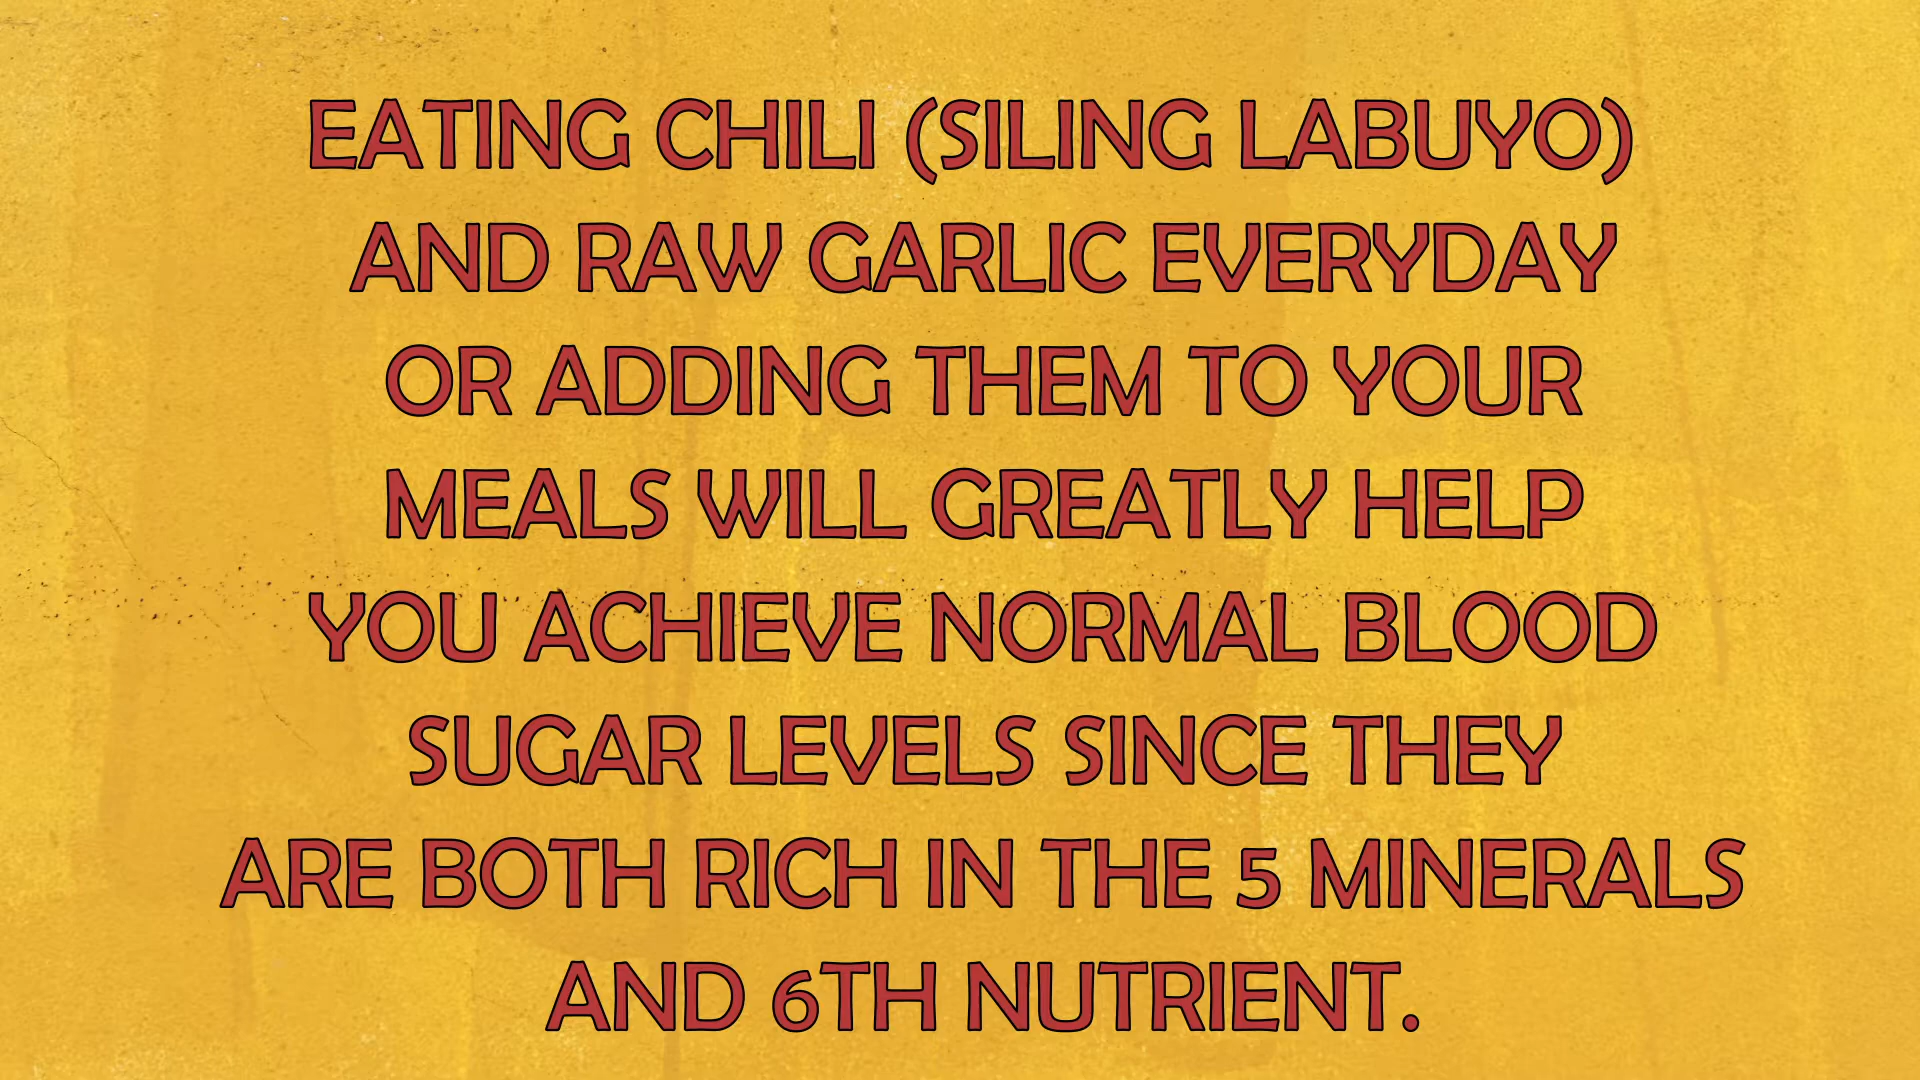 EATING CHILI (SILING LABUYO)
AND RAW GARLIC EVERYDAY
OR ADDING THEM TO YOUR
MEALS WILL GREATLY HELP
YOU ACHIEVE NORMAL BLOOD
SUGAR LEVELS SINCE THEY
ARE BOTH RICH IN THE 5 MINERALS
AND 6TH NUTRIENT.